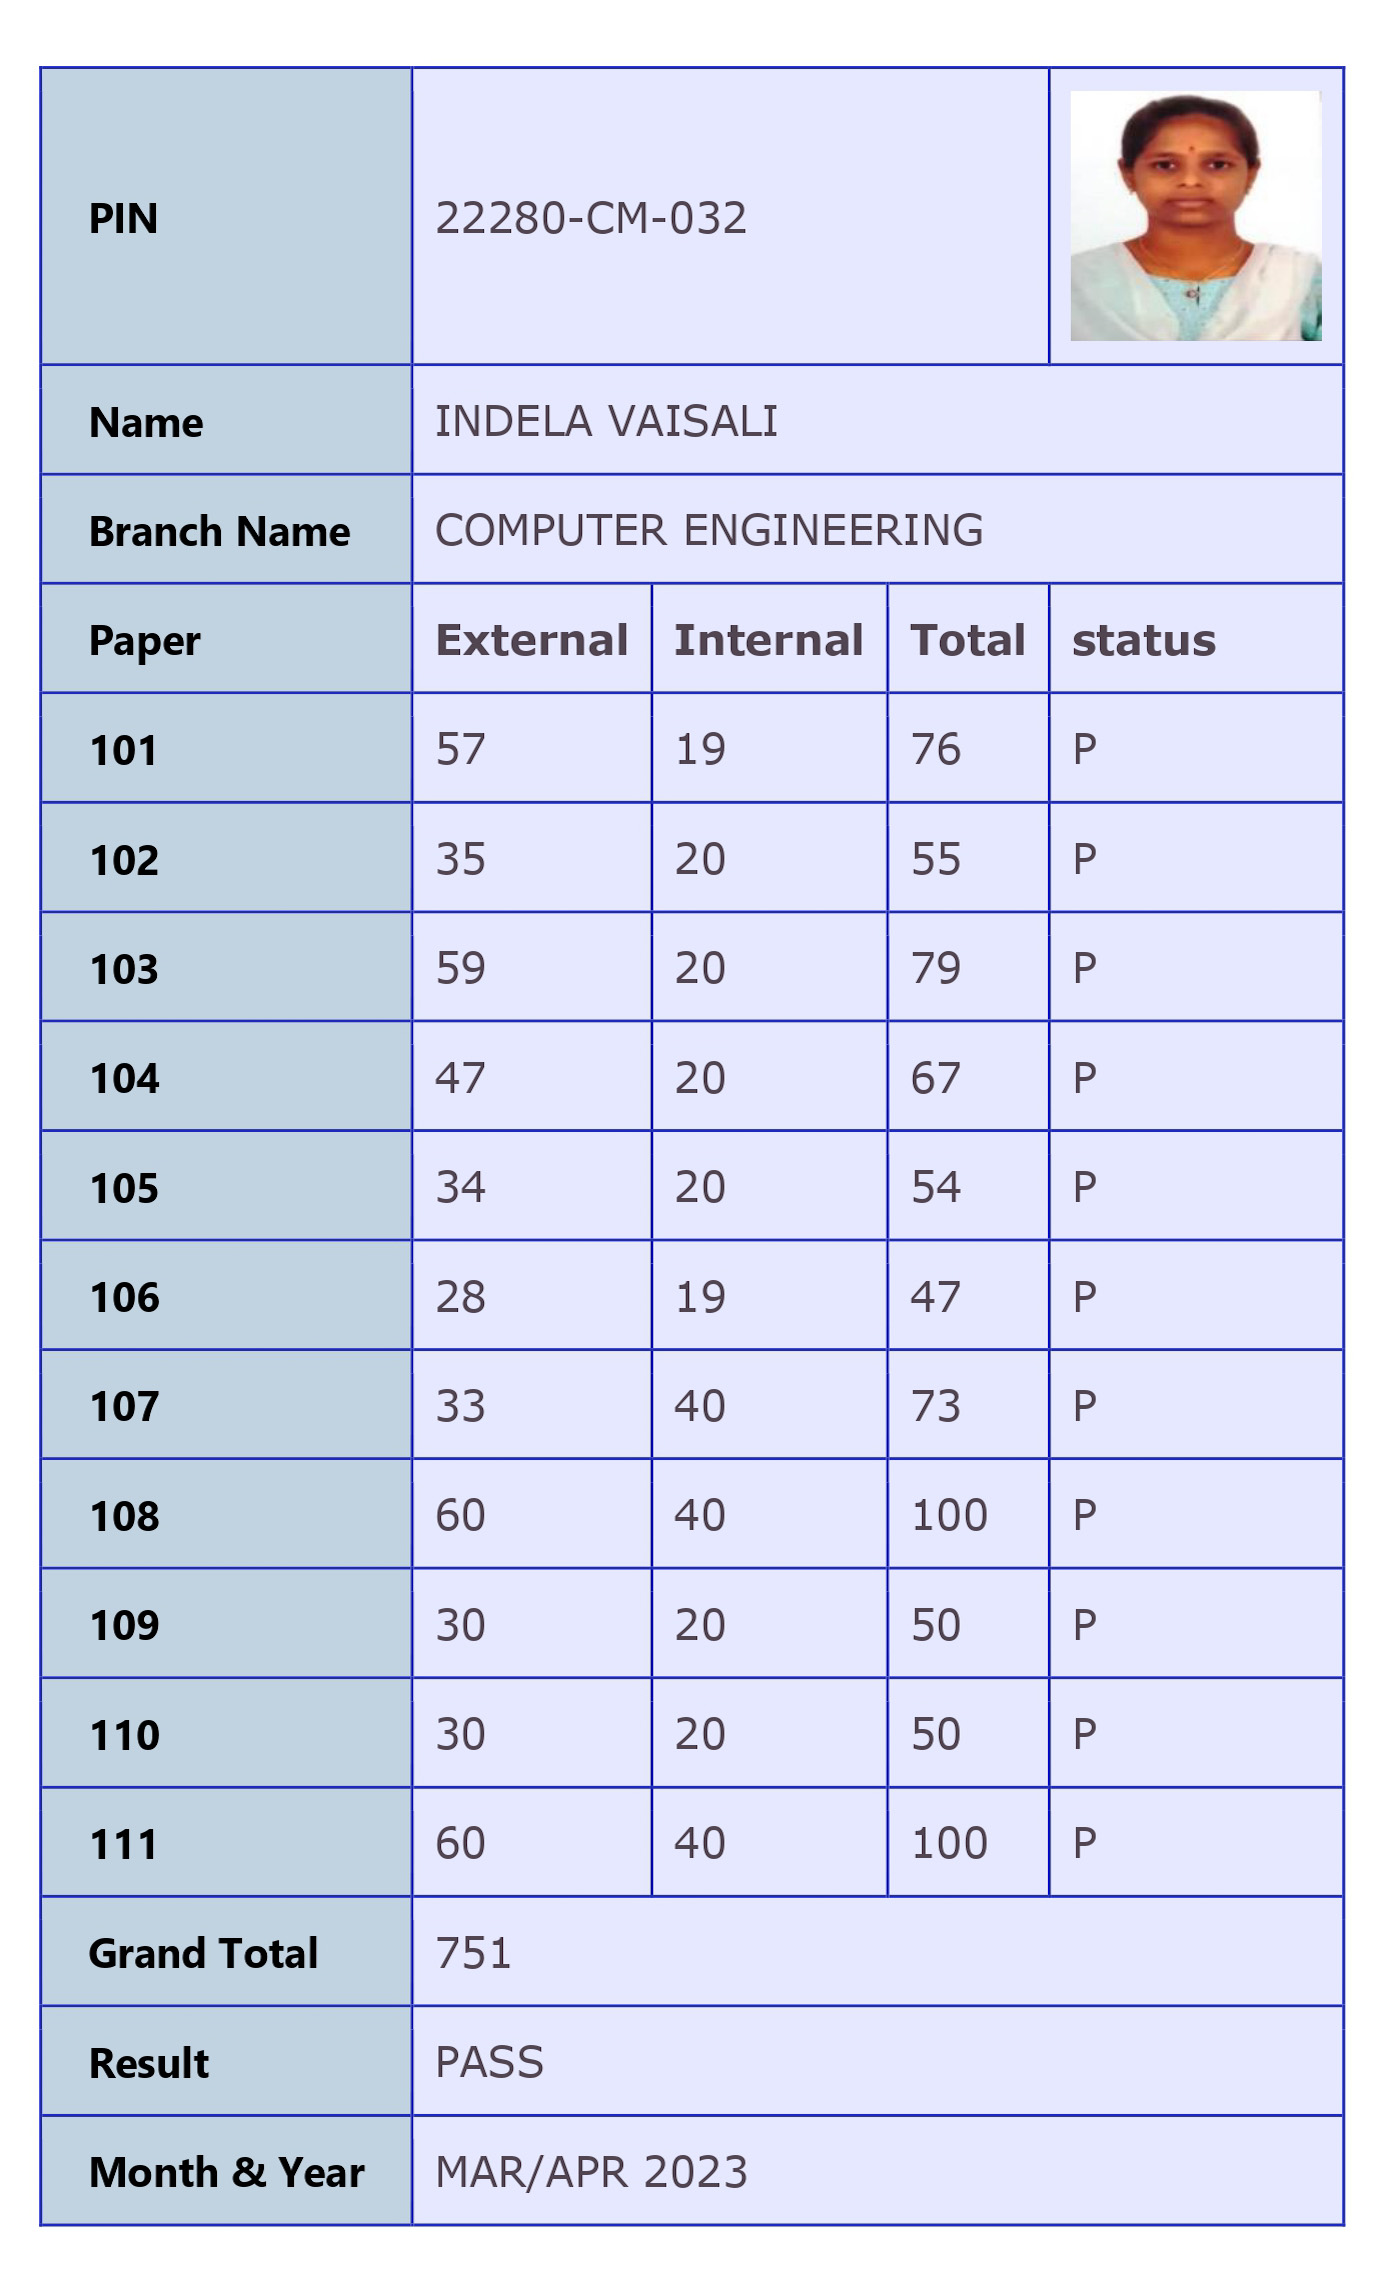 PIN 22280-CM-032
Name INDELA VAISALI
Branch Name COMPUTER ENGINEERING
Paper External Internal Total status
101 57 19 76 P
102 35 20 55 P
103 59 20 79 P
104 47 20 67 P
105 34 20 54 P
106 28 19 47 P
107 33 40 73 P
108 60 40 100 P
109 30 20 50 P
110 30 20 50 P
111 60 40 100 P
Grand Total 751
Result PASS
Month & Year MAR/APR 2023